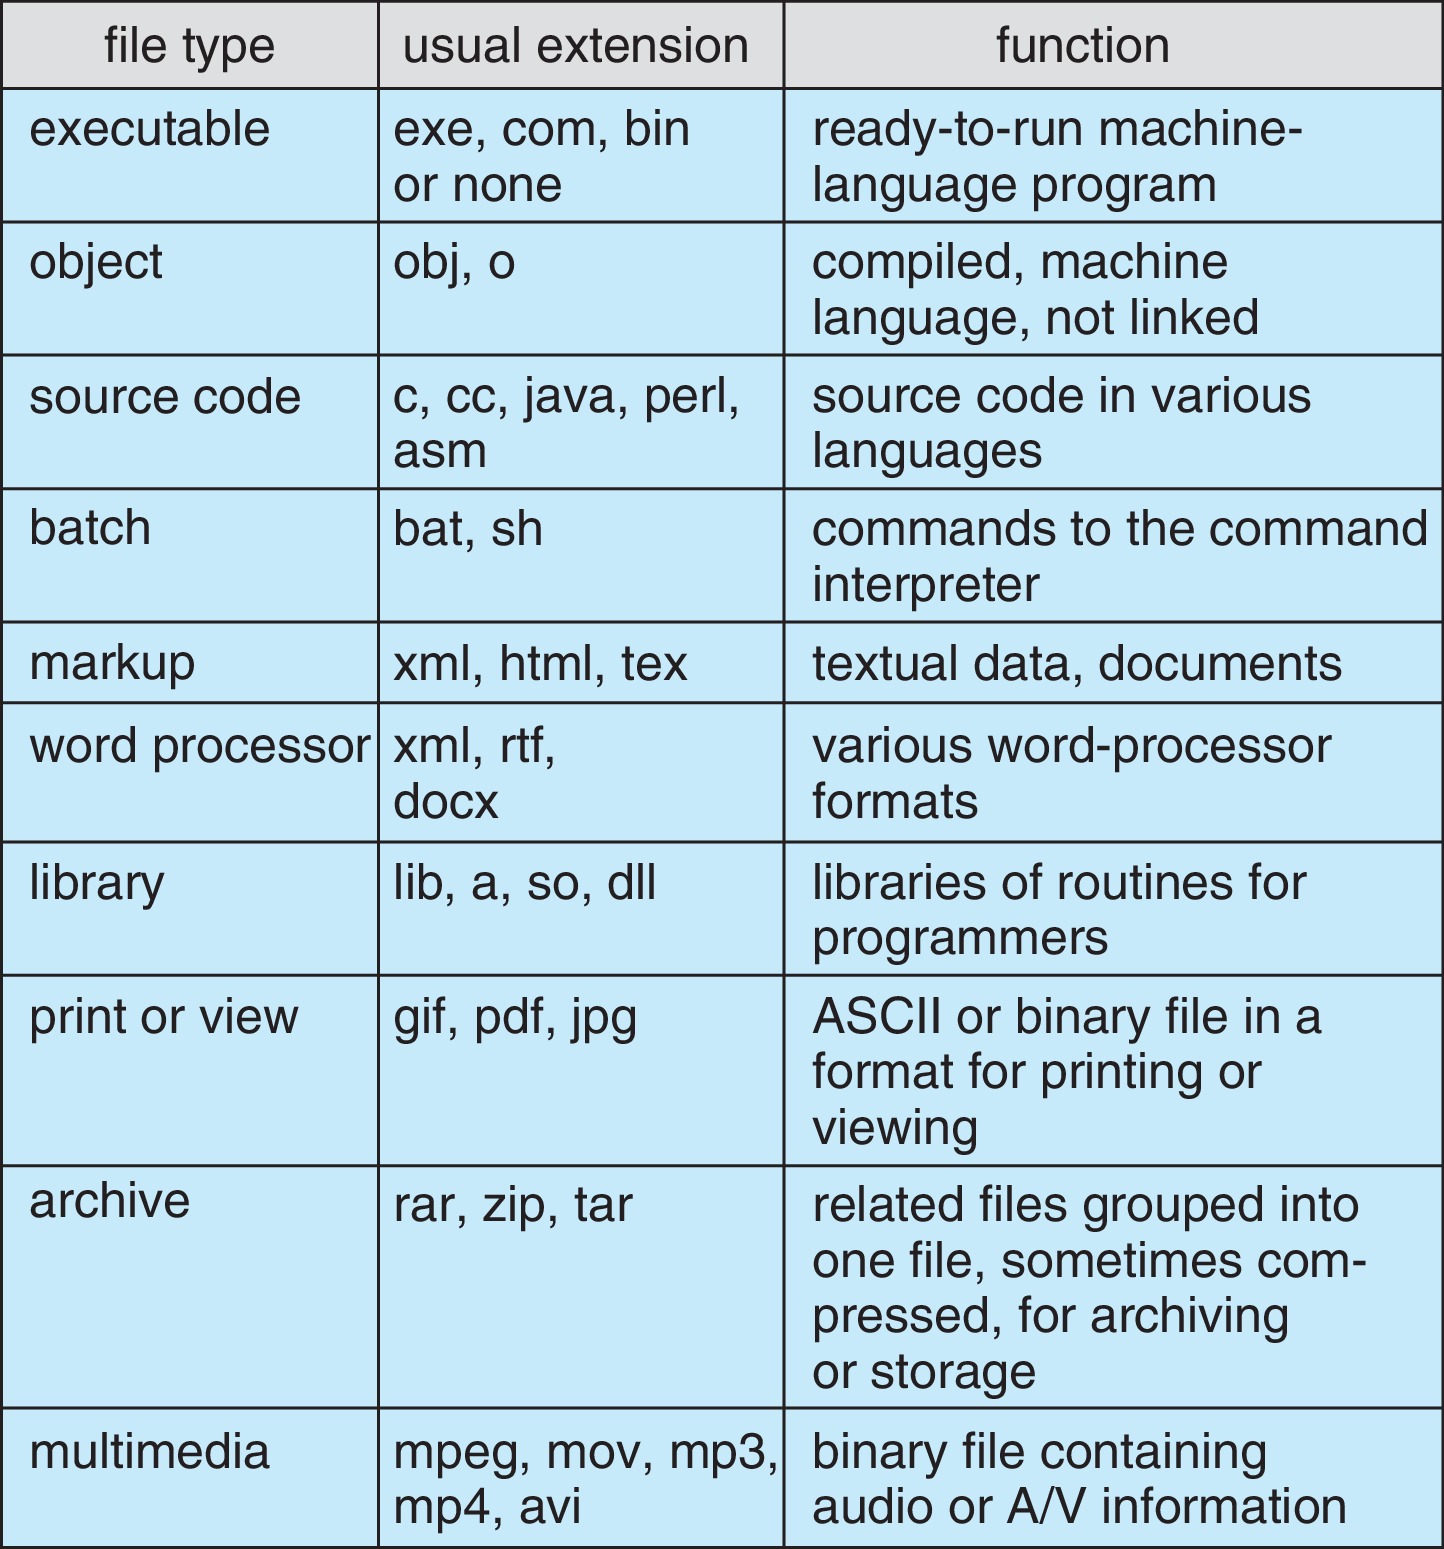 file type usual extension function
executable exe, com, bin ready-to-run machine-
or none language program
object obj, o compiled, machine
language, not linked
source code c, cc, java, perl, source code in various
asm languages
batch bat, sh commands to the command
interpreter
markup xml, html, tex textual data, documents
word processor xml, rtf, various word-processor
docx formats
library lib, a, so, dll libraries of routines for
programmers
print or view gif, pdf, jpg ASCII or binary file in a
format for printing or
viewing
archive rar, zip, tar related files grouped into
one file, sometimes com-
pressed, for archiving
or storage
multimedia mpeg, mov, mp3, binary file containing
mp4, avi audio or A/V information